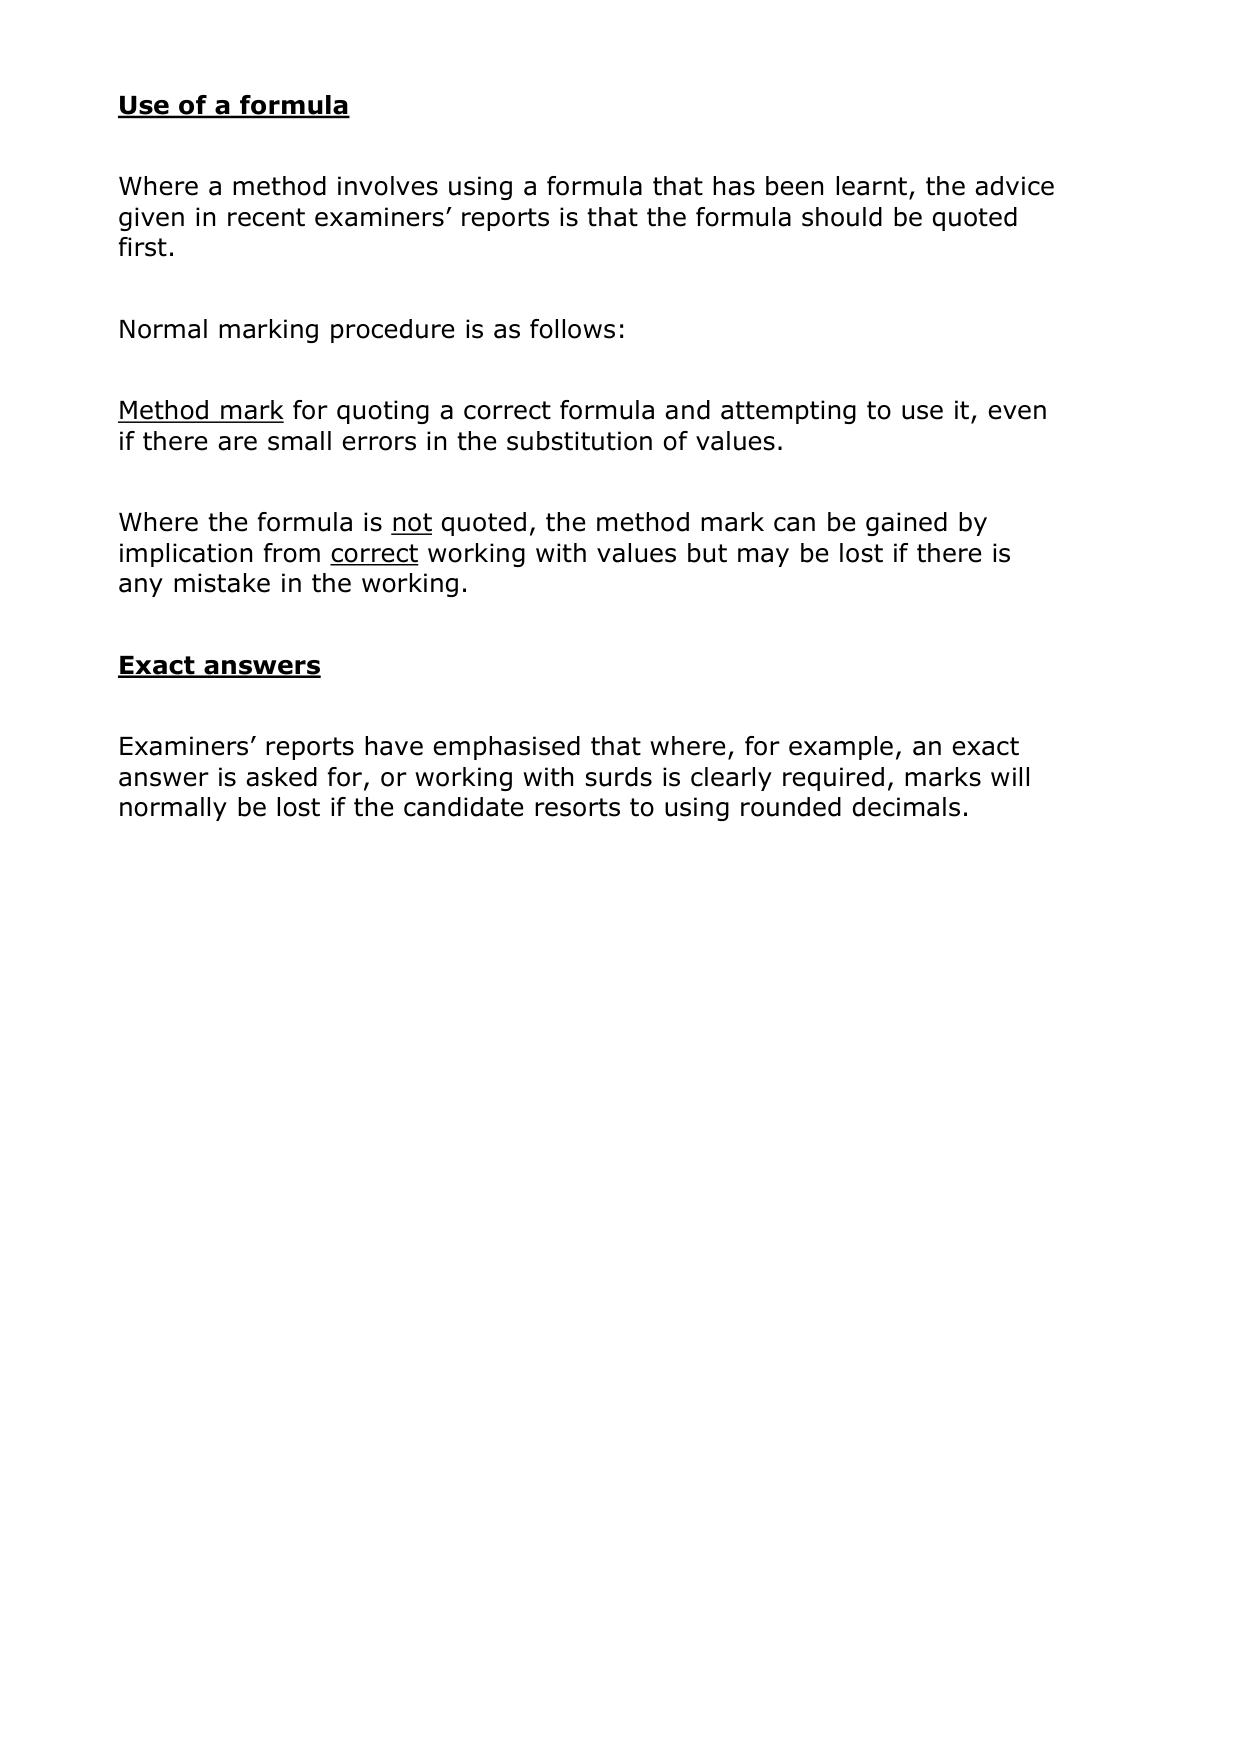 Use of a formula
Where a method involves using a formula that has been learnt, the advice
given in recent examiners’ reports is that the formula should be quoted
first.
Normal marking procedure is as follows:
Method mark for quoting a correct formula and attempting to use it, even
if there are small errors in the substitution of values.
Where the formula is not quoted, the method mark can be gained by
implication from correct working with values but may be lost if there is
any mistake in the working.
Exact answers
Examiners’ reports have emphasised that where, for example, an exact
answer is asked for, or working with surds is clearly required, marks will
normally be lost if the candidate resorts to using rounded decimals.